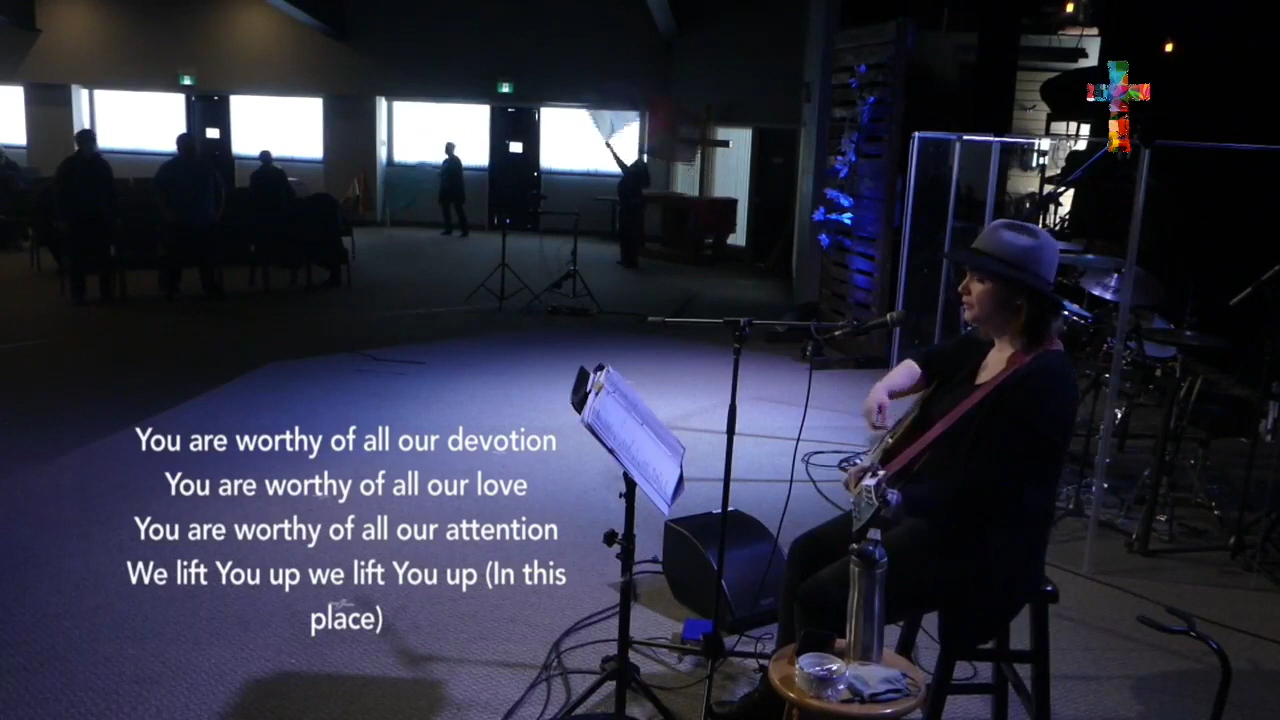 You are worthy of all our devotion
You are worthy of all our love
You are worthy of all our attention
We lift You up we lift You up (In this
place)